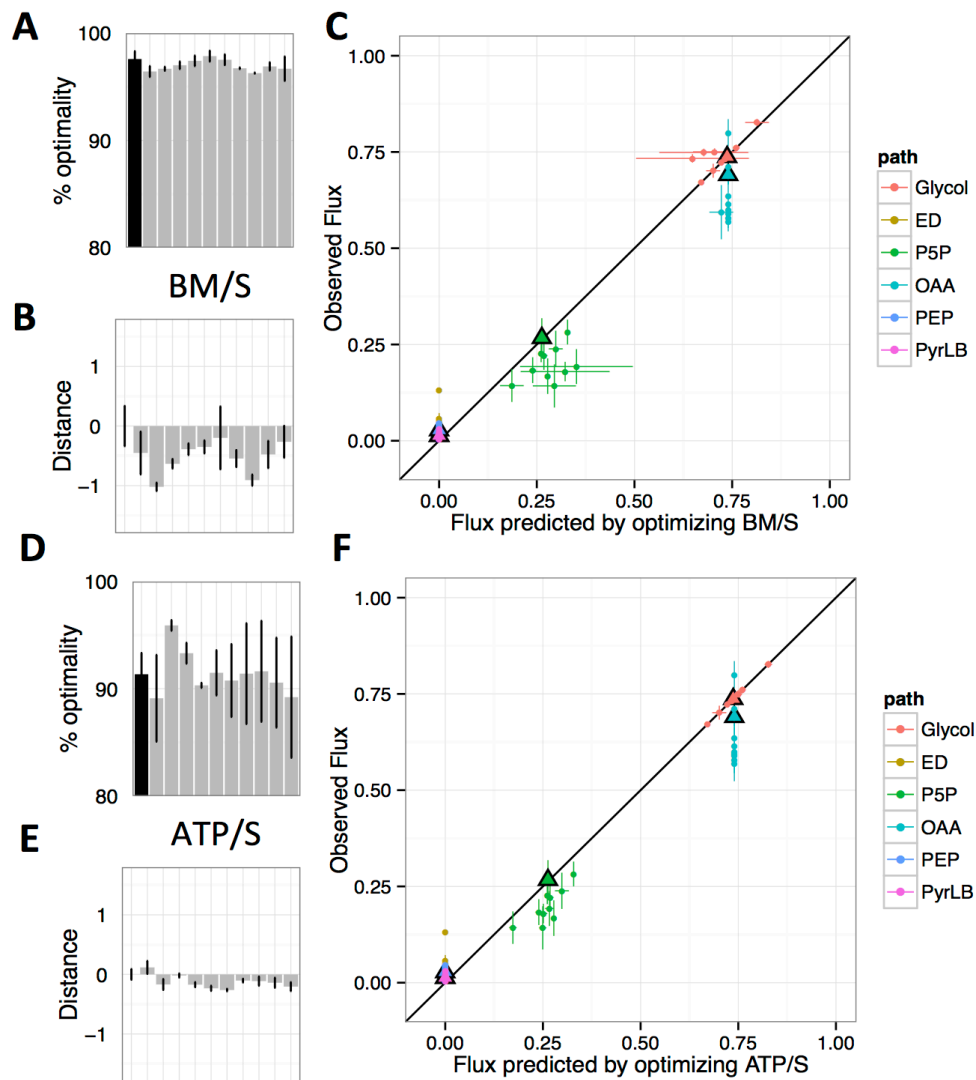 A
100
90
80
% optimality
BM/S
B
1
0
−1
Distance
C
1.00
0.75
0.50
0.25
0.00
Observed Flux
0.00 0.25 0.50 0.75 1.00
Flux predicted by optimizing BM/S
path
Glycol
ED
P5P
OAA
PEP
PyrLB
D
100
90
80
% optimality
ATP/S
E
1
0
−1
Distance
F
1.00
0.75
0.50
0.25
0.00
Observed Flux
0.00 0.25 0.50 0.75 1.00
Flux predicted by optimizing ATP/S
path
Glycol
ED
P5P
OAA
PEP
PyrLB